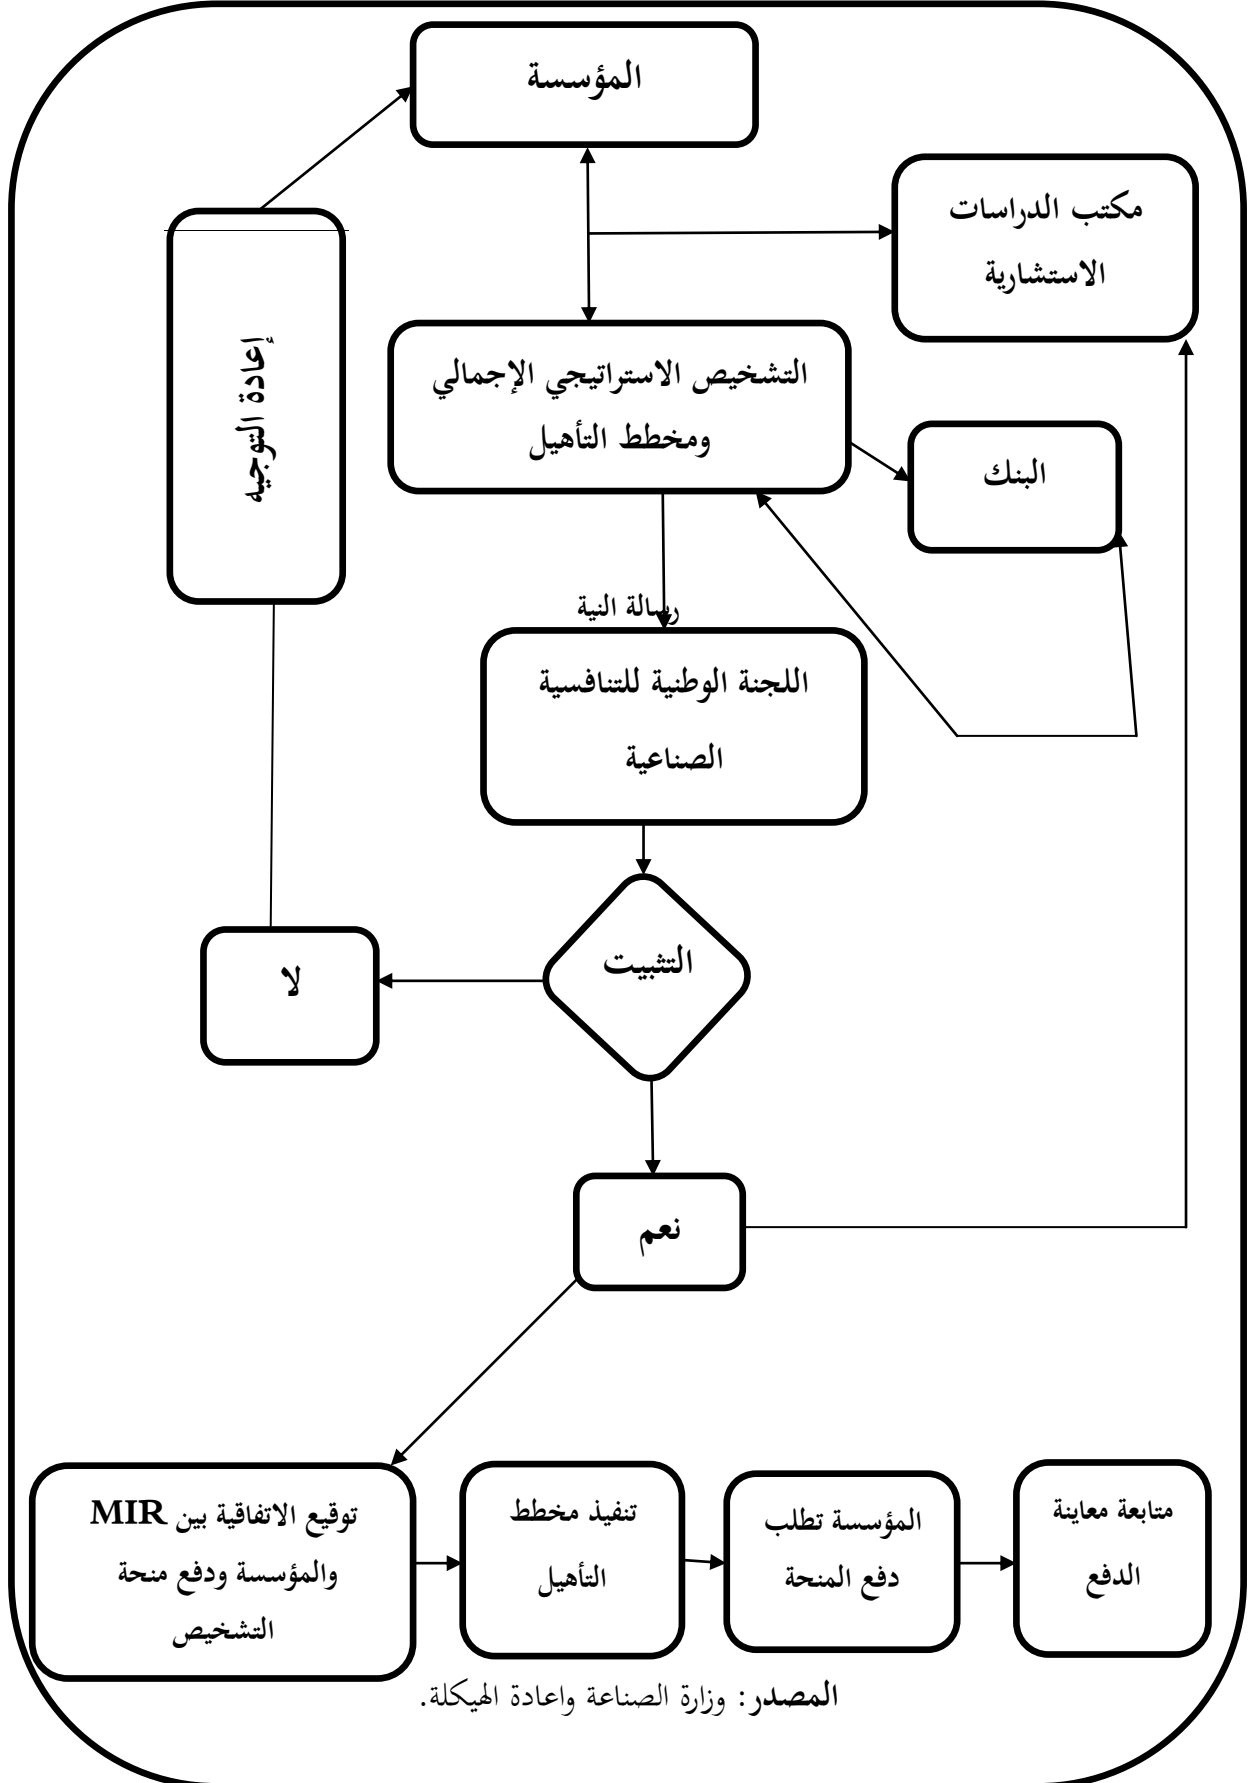 المؤسسة
مكتب الدراسات
الاستشارية
إعادة التوجيه
التشخيص الاستراتيجي الإجمالي
ومخطط التأهيل
البنك
رسالة النية
اللجنة الوطنية للتنافسية
الصناعية
التثبيت
لا
نعم
توقيع الاتفاقية بين MIR
والمؤسسة ودفع منحة
التشخيص
تنفيذ مخطط
التأهيل
المؤسسة تطلب
دفع المنحة
متابعة معاينة
الدفع
المصدر: وزارة الصناعة واعادة الهيكلة.